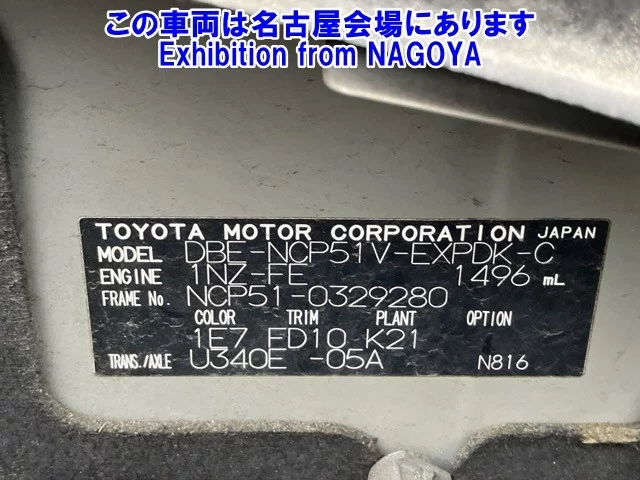 この車両は名古屋会場にあります
Exhibition from NAGOYA
TOYOTA MOTOR CORPORATION JAPAN
MODEL DBE-NCP51V-EXPDK-C
ENGINE 1NZ-FE 1496 mL
FRAME No. NCP51-0329280
COLOR TRIM PLANT OPTION
1E7 FD10 K21
TRANS./AXLE U340E -05A N816